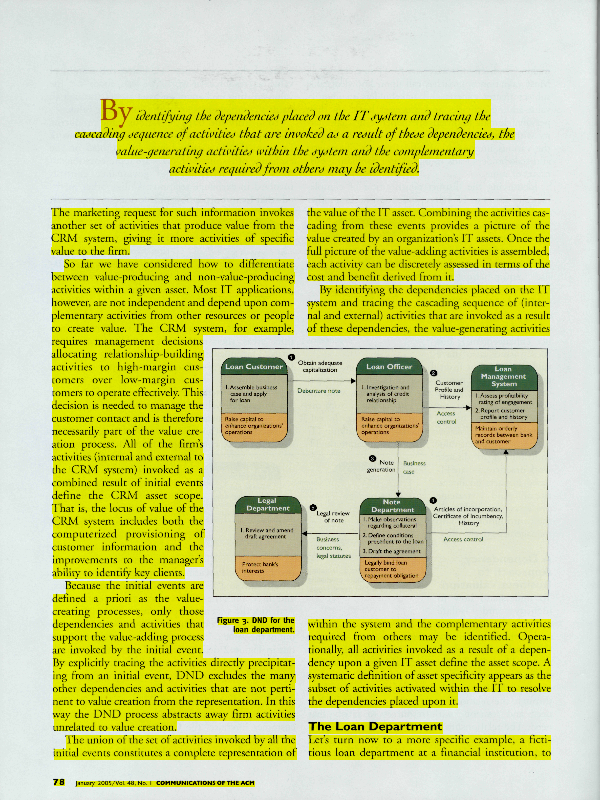 By identifying the dependencies placed on the IT system and tracing the
cascading sequence of activities that are invoked as a result of these dependencies, the
value-generating activities within the system and the complementary
activities required from others may be identified.
The marketing request for such information invokes
another set of activities that produce value from the
CRM system, giving it more activities of specific
value to the firm.
So far we have considered how to differentiate
between value-producing and non-value-producing
activities within a given asset. Most IT applications,
however, are not independent and depend upon com-
plementary activities from other resources or people
to create value. The CRM system, for example,
requires management decisions
allocating relationship-building
activities to high-margin cus-
tomers over low-margin cus-
tomers to operate effectively. This
decision is needed to manage the
customer contact and is therefore
necessarily part of the value cre-
ation process. All of the firm's
activities (internal and external to
the CRM system) invoked as a
combined result of initial events
define the CRM asset scope.
That is, the locus of value of the
CRM system includes both the
computerized provisioning of
customer information and the
improvements to the manager's
ability to identify key clients.
Because the initial events are
defined a priori as the value-
creating processes, only those
dependencies and activities that
support the value-adding process
are invoked by the initial event.
By explicitly tracing the activities directly precipitat-
ing from an initial event, DND excludes the many
other dependencies and activities that are not perti-
nent to value creation from the representation. In this
way the DND process abstracts away firm activities
unrelated to value creation.
The union of the set of activities invoked by all the
initial events constitutes a complete representation of
the value of the IT asset. Combining the activities cas-
cading from these events provides a picture of the
value created by an organization's IT assets. Once the
full picture of the value-adding activities is assembled,
each activity can be discretely assessed in terms of the
cost and benefit derived from it.
By identifying the dependencies placed on the IT
system and tracing the cascading sequence of (inter-
nal and external) activities that are invoked as a result
of these dependencies, the value-generating activities
Loan Customer
1. Assemble business
case and apply
for loan
Raise capital to
enhance organizations'
operations
1
Obtain adequate
capitalization
Debenture note
Loan Officer
1. Investigation and
analysis of credit
relationship
Raise capital to
enhance organizations'
operations
2
Customer
Profile and
History
Access
control
Loan
Management
System
1. Assess profitability
rating of engagement
2. Report customer
profile and history
Maintain orderly
records between bank
and customer
Note
generation
Business
case
Legal
Department
1. Review and amend
draft agreement
Protect bank's
interests
Legal review
of note
Business
concerns,
legal statutes
Note
Department
1. Make observations
regarding collateral
2. Define conditions
precedent to the loan
3. Draft the agreement
Legally bind loan
customer to
repayment obligation
Articles of incorporation,
Certificate of Incumbency,
History
Access control
Figure 3. DND for the
loan department.
within the system and the complementary activities
required from others may be identified. Opera-
tionally, all activities invoked as a result of a depen-
dency upon a given IT asset define the asset scope. A
systematic definition of asset specificity appears as the
subset of activities activated within the IT to resolve
the dependencies placed upon it.
The Loan Department
Let's turn now to a more specific example, a ficti-
tious loan department at a financial institution, to
78 January 2005/Vol. 48, No. 1 COMMUNICATIONS OF THE ACM